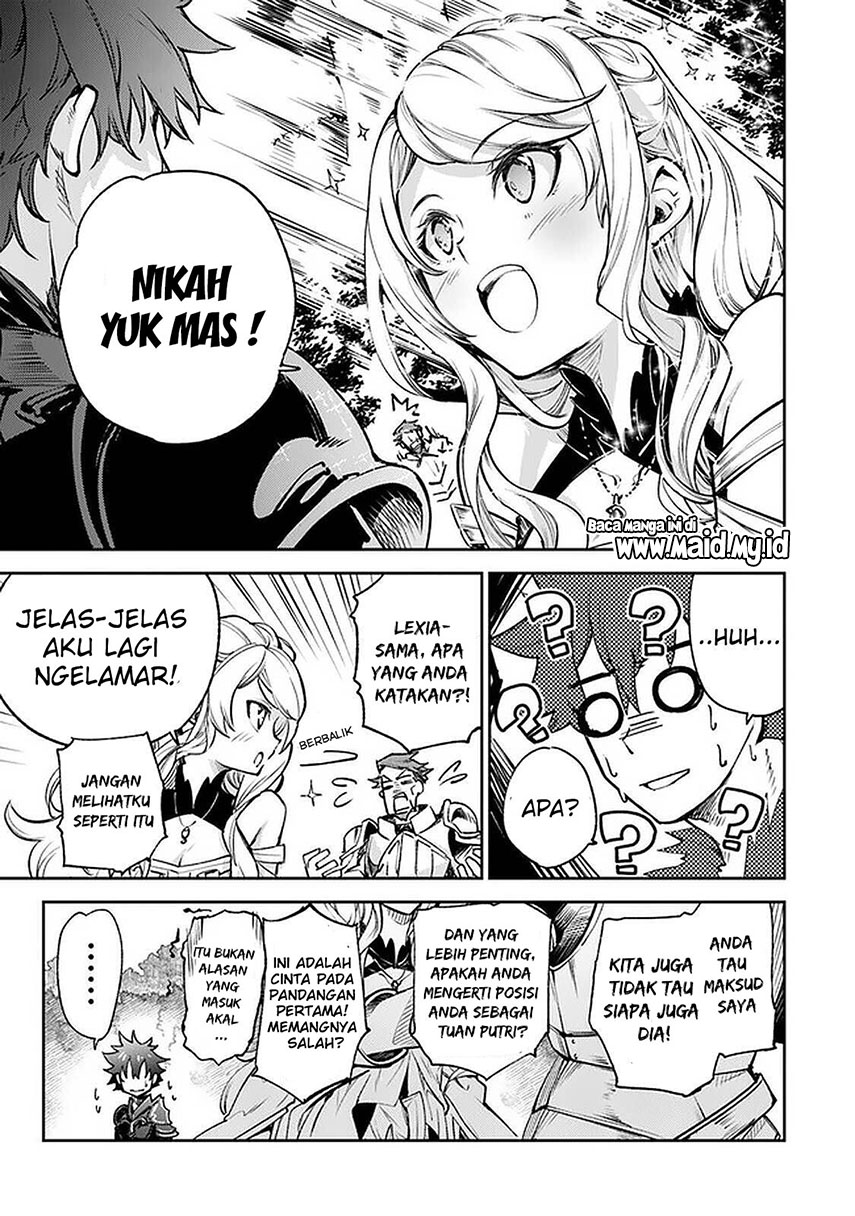 NIKAH
YUK MAS !
Baca Manga ini di
www.Maid.My.id
..HUH...
APA?
? ? ? ? ? ?
LEXIA-
SAMA, APA
YANG ANDA
KATAKAN?!
BERBALIK
JELAS-JELAS
AKU LAGI
NGELAMAR!
JANGAN
MELIHATKU
SEPERTI ITU
ANDA
TAU
MAKSUD
SAYA
KITA JUGA
TIDAK TAU
SIAPA JUGA
DIA!
DAN YANG
LEBIH PENTING,
APAKAH ANDA
MENGERTI POSISI
ANDA SEBAGAI
TUAN PUTRI?
INI ADALAH
CINTA PADA
PANDANGAN
PERTAMA!
MEMANGNYA
SALAH?
ITU BUKAN
ALASAN
YANG
MASUK
AKAL
...
......